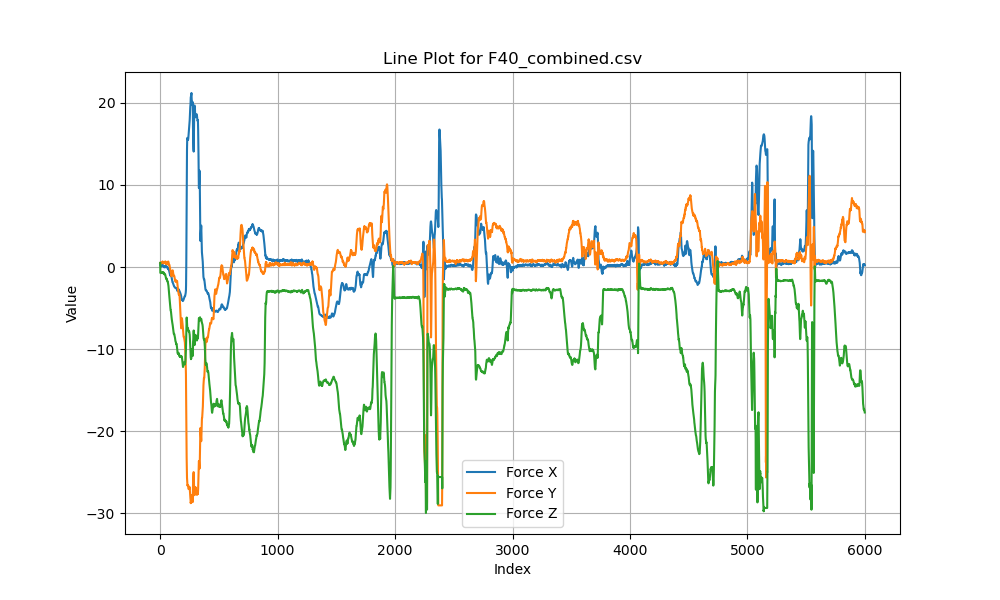 Line Plot for F40_combined.csv
Value
20
10
0
−10
−20
−30
Force X
Force Y
Force Z
0 1000 2000 3000 4000 5000 6000
Index